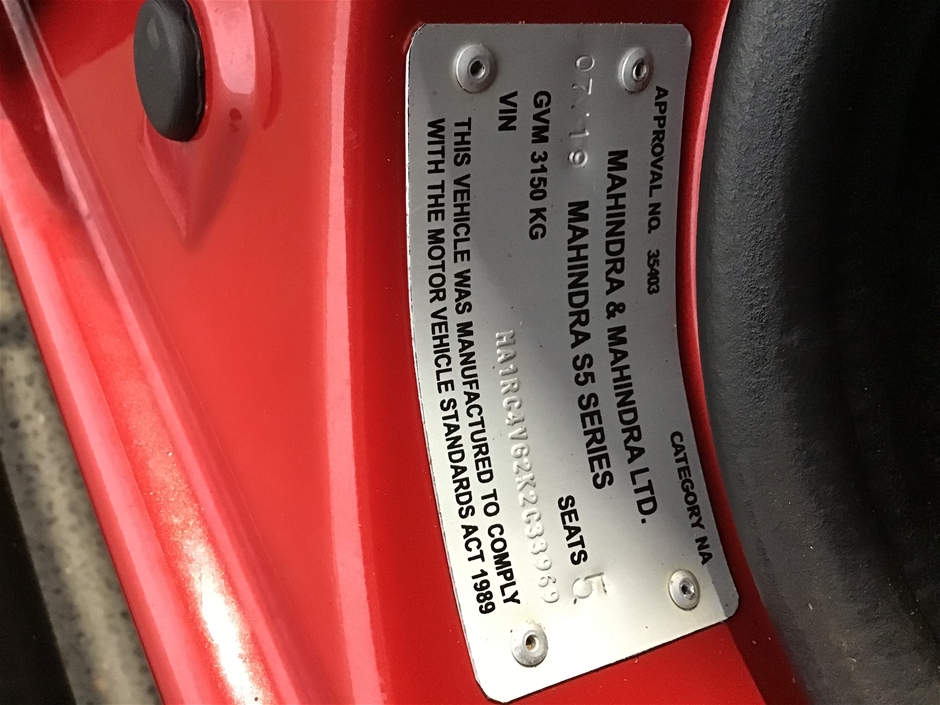 APPROVAL NO. 35403 CATEGORY NA
MAHINDRA & MAHINDRA LTD.
07.19 MAHINDRA S5 SERIES
GVM 3150 KG SEATS 5
VIN MA1RC4VG2K2G33969
THIS VEHICLE WAS MANUFACTURED TO COMPLY
WITH THE MOTOR VEHICLE STANDARDS ACT 1989